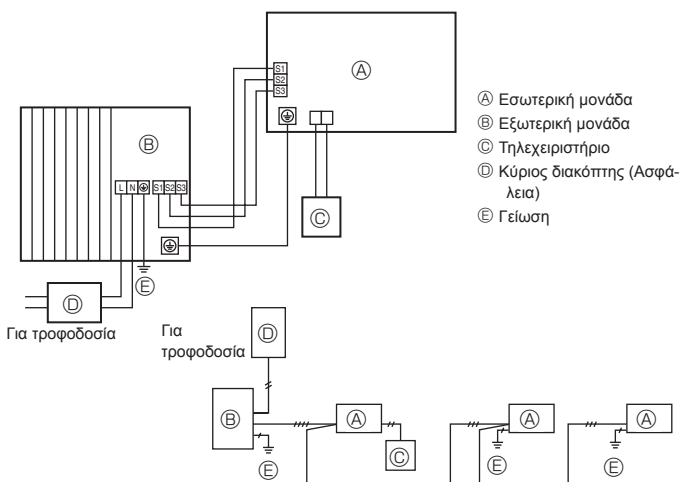 Ⓐ
S1
S2
S3
Ⓑ
L N S1 S2 S3
Ⓒ
Ⓔ
Ⓓ
Για τροφοδοσία
Ⓐ Εσωτερική μονάδα
Ⓑ Εξωτερική μονάδα
Ⓒ Τηλεχειριστήριο
Ⓓ Κύριος διακόπτης (Ασφά-
λεια)
Ⓔ Γείωση
Για
τροφοδοσία
Ⓓ
Ⓑ
Ⓐ
Ⓒ
Ⓔ
Ⓐ
Ⓔ
Ⓐ
Ⓔ